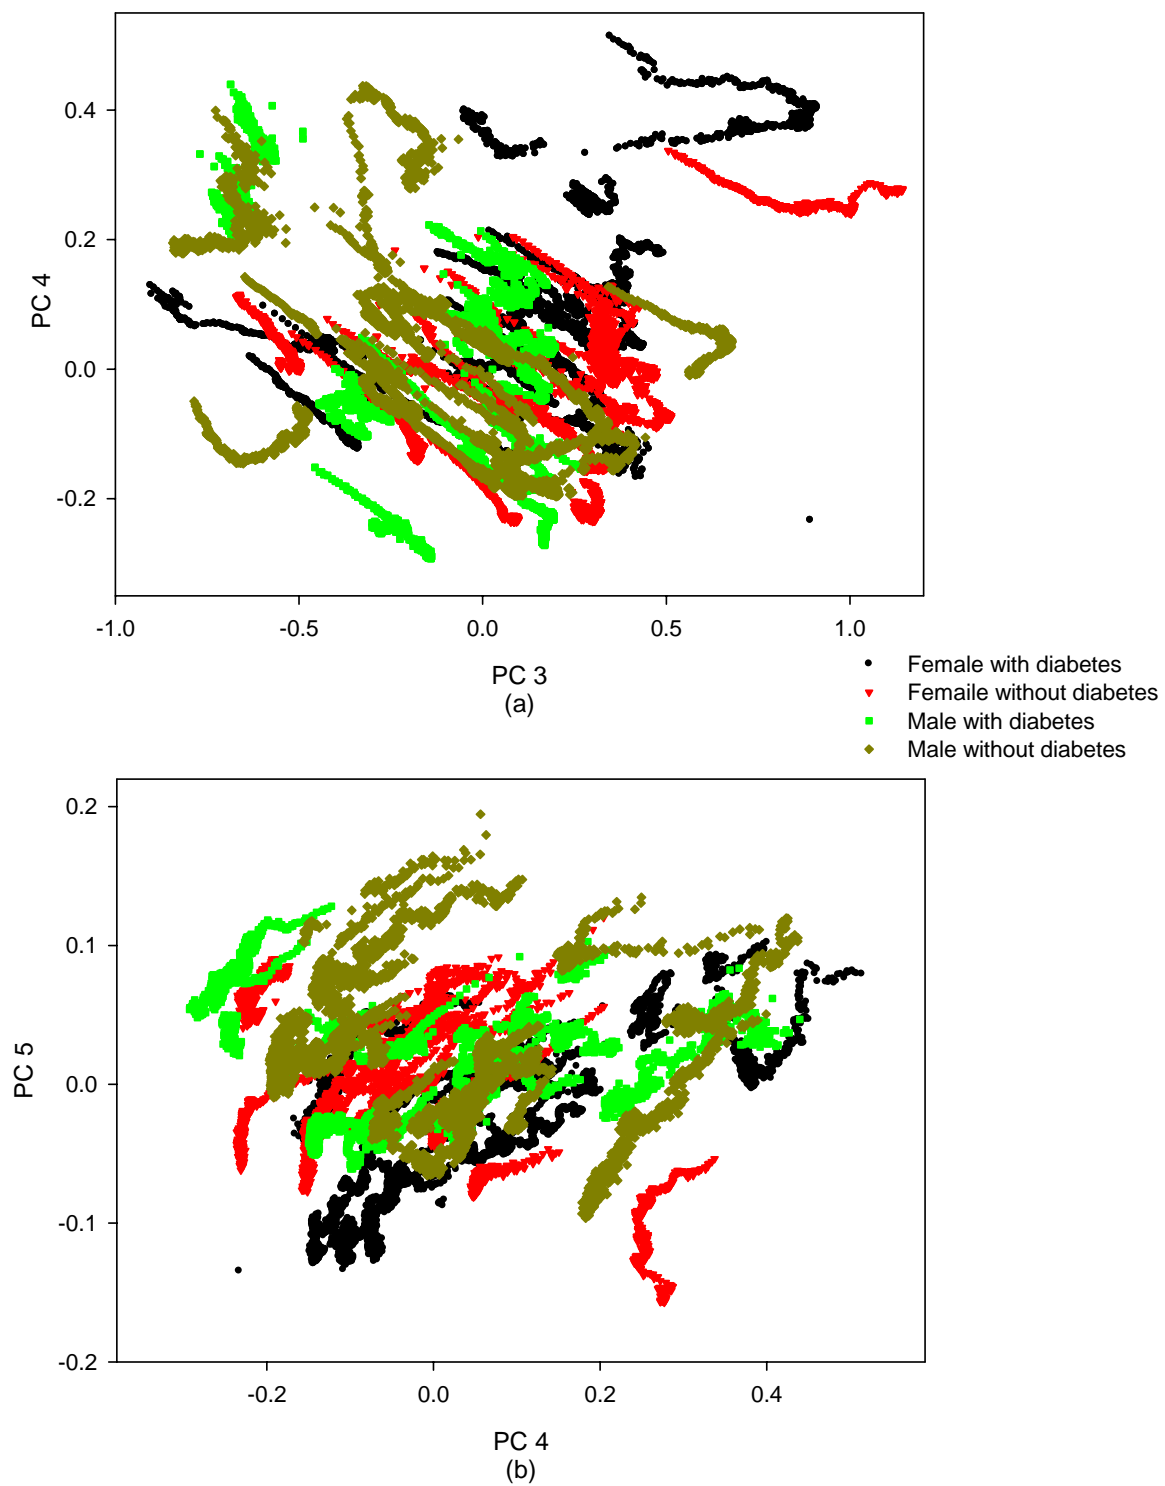 0.4
0.2
0.0
-0.2
PC 4
-1.0 -0.5 0.0 0.5 1.0
PC 3
(a)
Female with diabetes
Femaile without diabetes
Male with diabetes
Male without diabetes
0.2
0.1
0.0
-0.1
-0.2
PC 5
-0.2 0.0 0.2 0.4
PC 4
(b)